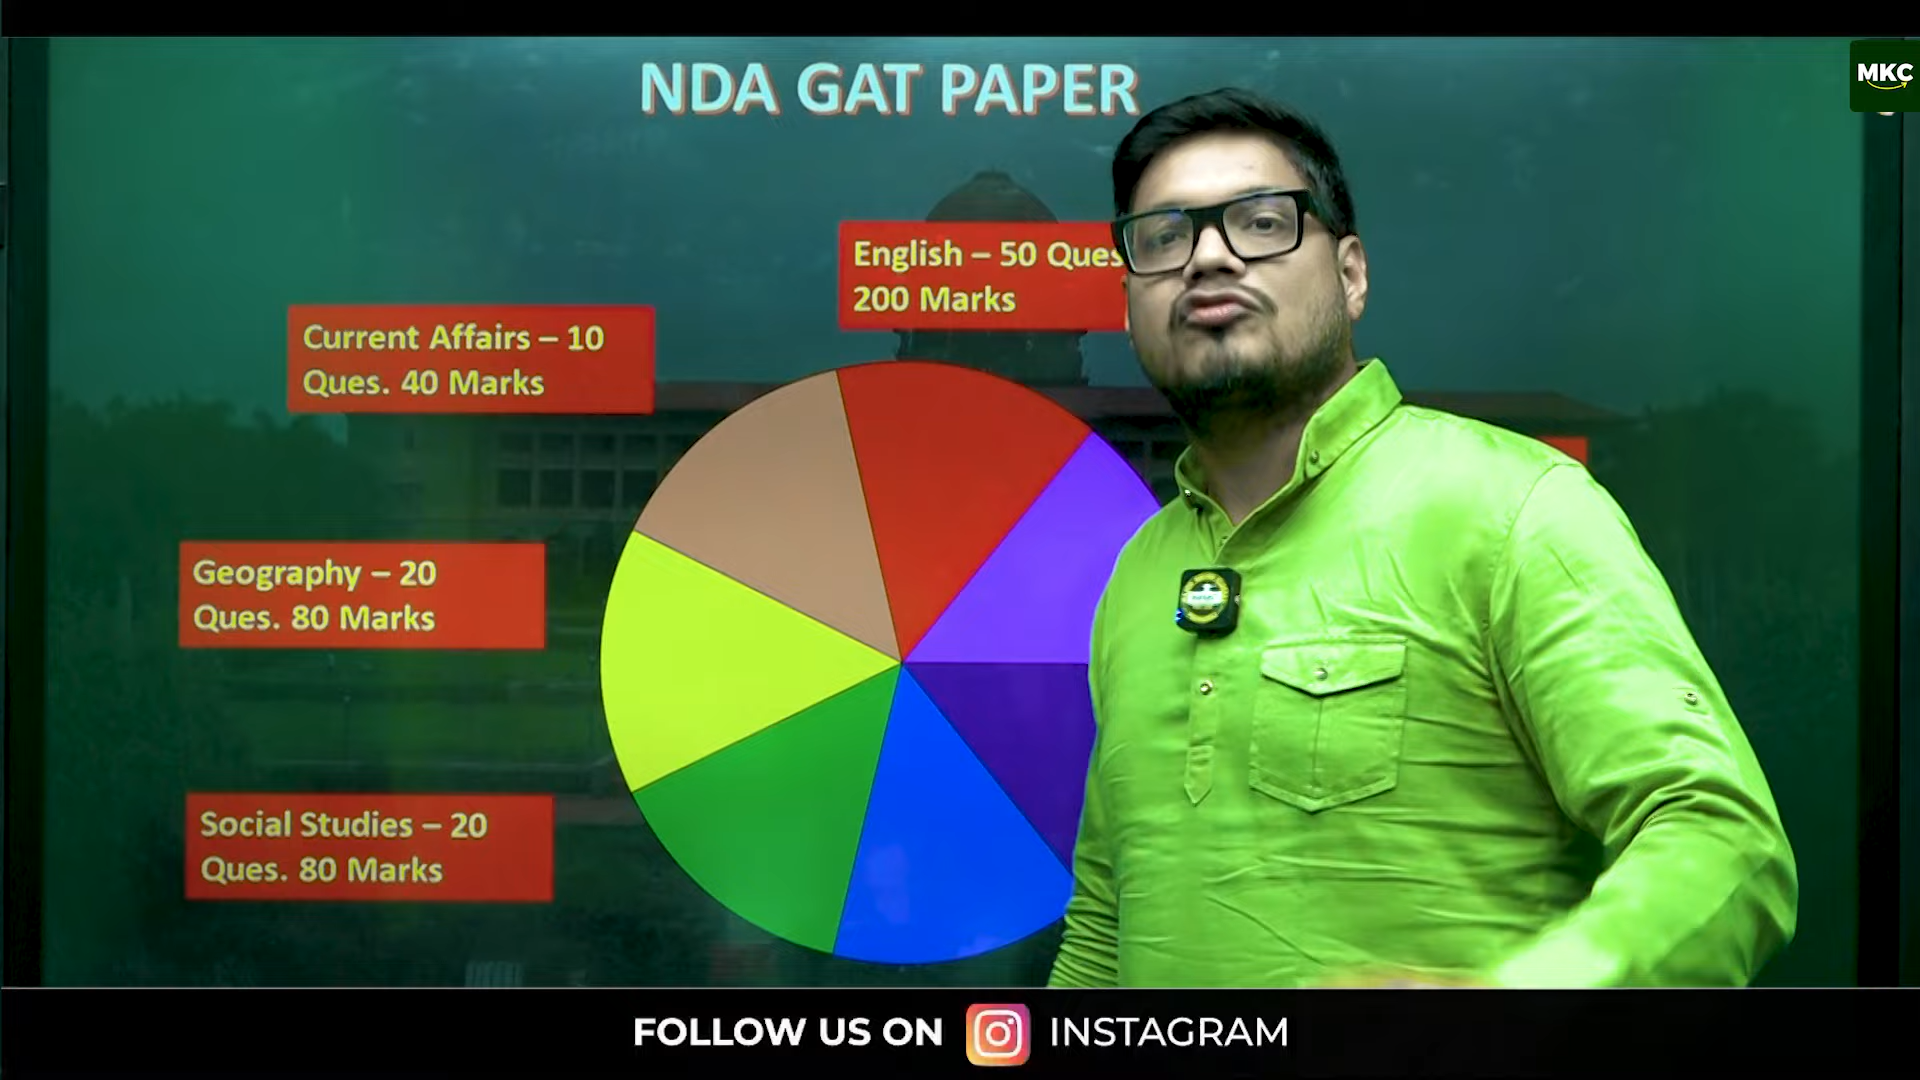 NDA GAT PAPER
MKC
English – 50 Ques
200 Marks
Current Affairs – 10
Ques. 40 Marks
Geography – 20
Ques. 80 Marks
Social Studies – 20
Ques. 80 Marks
FOLLOW US ON INSTAGRAM